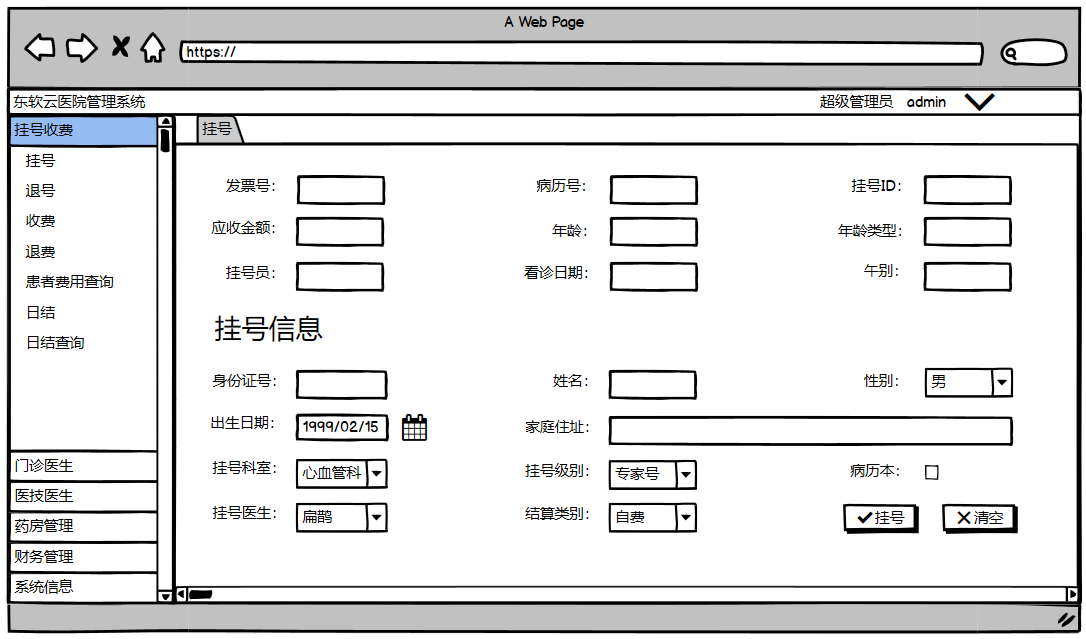 A Web Page
https://
东软云医院管理系统 超级管理员 admin
挂号收费
挂号
退号
收费
退费
患者费用查询
日结
日结查询
门诊医生
医技医生
药房管理
财务管理
系统信息
挂号
发票号: 病历号: 挂号ID:
应收金额: 年龄: 年龄类型:
挂号员: 看诊日期: 午别:
挂号信息
身份证号: 姓名: 性别: 男
出生日期: 1999/02/15 家庭住址:
挂号科室: 心血管科 挂号级别: 专家号 病历本:
挂号医生: 扁鹊 结算类别: 自费 挂号 清空